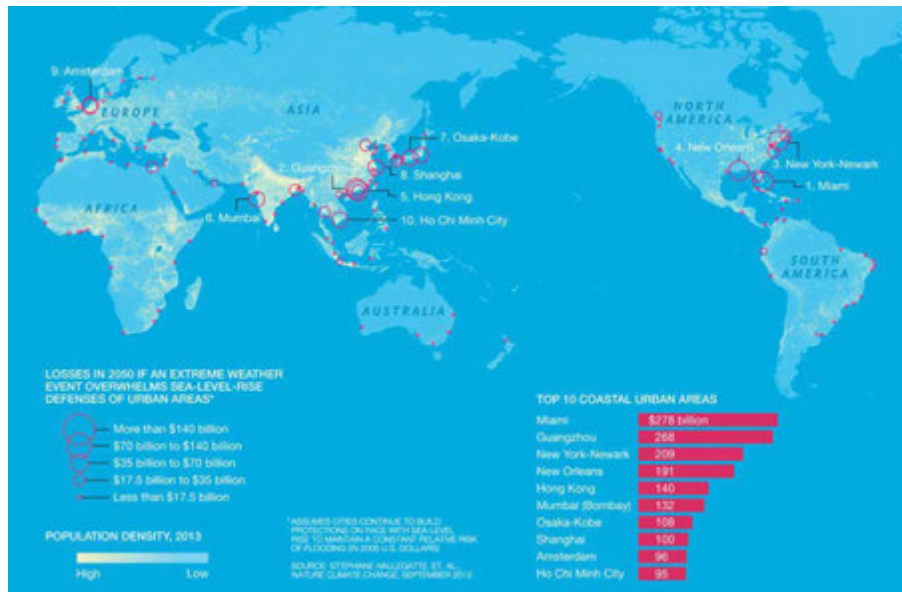 9. Amsterdam
EUROPE
ASIA
NORTH
AMERICA
7. Osaka-Kobe
4. New Orleans
2. Guangzhou
8. Shanghai
3. New York-Newark
5. Hong Kong
1. Miami
AFRICA
6. Mumbai
10. Ho Chi Minh City
SOUTH
AMERICA
AUSTRALIA
LOSSES IN 2050 IF AN EXTREME WEATHER
EVENT OVERWHELMS SEA-LEVEL-RISE
DEFENSES OF URBAN AREAS*
More than $140 billion
$70 billion to $140 billion
$35 billion to $70 billion
$17.5 billion to $35 billion
Less than $17.5 billion
POPULATION DENSITY, 2013
High Low
*ASSUMES CITIES CONTINUE TO BUILD
PROTECTIONS ON PACE WITH SEA-LEVEL
RISE TO MAINTAIN A CONSTANT RELATIVE RISK
OF FLOODING (IN 2005 U.S. DOLLARS)
SOURCE: STEPHANE HALLEGATTE, ET. AL.,
NATURE CLIMATE CHANGE, SEPTEMBER 2013
TOP 10 COASTAL URBAN AREAS
Miami $278 billion
Guangzhou 268
New York-Newark 209
New Orleans 191
Hong Kong 140
Mumbai (Bombay) 132
Osaka-Kobe 108
Shanghai 100
Amsterdam 96
Ho Chi Minh City 95